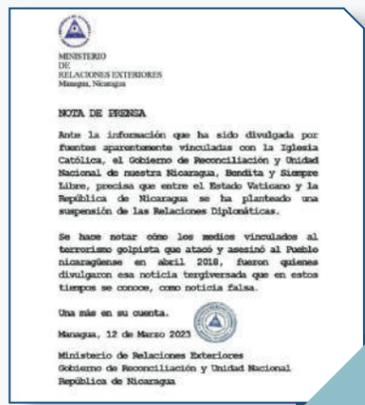 MINISTERIO
DE
RELACIONES EXTERIORES
Managua, Nicaragua
NOTA DE PRENSA
Ante la información que ha sido divulgada por
fuentes aparentemente vinculadas con la Iglesia
Católica, el Gobierno de Reconciliación y Unidad
Nacional de nuestra Nicaragua, Bendita y Siempre
Libre, precisa que entre el Estado Vaticano y la
República de Nicaragua se ha planteado una
suspensión de las Relaciones Diplomáticas.
Se hace notar cómo los medios vinculados al
terrorismo golpista que atacó y asesinó al Pueblo
nicaragüense en abril 2018, fueron quienes
divulgaron esa noticia tergiversada que en estos
tiempos se conoce, como noticia falsa.
Una más en su cuenta.
Managua, 12 de Marzo 2023
Ministerio de Relaciones Exteriores
Gobierno de Reconciliación y Unidad Nacional
República de Nicaragua